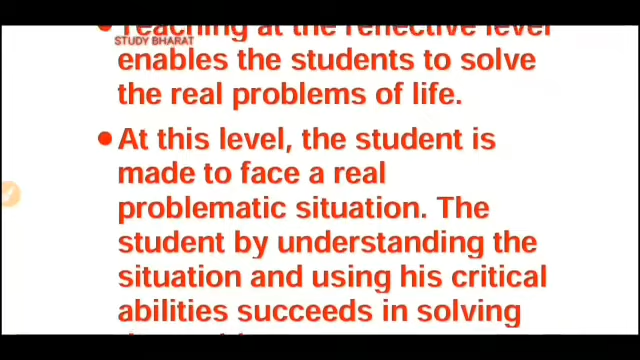 Teaching at the reflective level
STUDY BHARAT
enables the students to solve
the real problems of life.
At this level, the student is
made to face a real
problematic situation. The
student by understanding the
situation and using his critical
abilities succeeds in solving